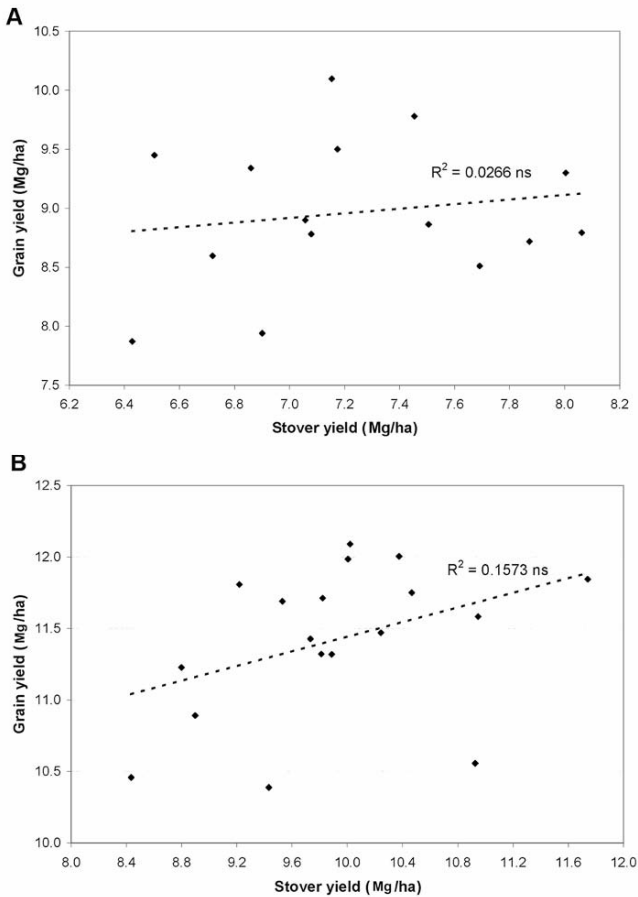 A
10.5
10.0
9.5
9.0
8.5
8.0
7.5
Grain yield (Mg/ha)
R² = 0.0266 ns
6.2 6.4 6.6 6.8 7.0 7.2 7.4 7.6 7.8 8.0 8.2
Stover yield (Mg/ha)
B
12.5
12.0
11.5
11.0
10.5
10.0
Grain yield (Mg/ha)
R² = 0.1573 ns
8.0 8.4 8.8 9.2 9.6 10.0 10.4 10.8 11.2 11.6 12.0
Stover yield (Mg/ha)